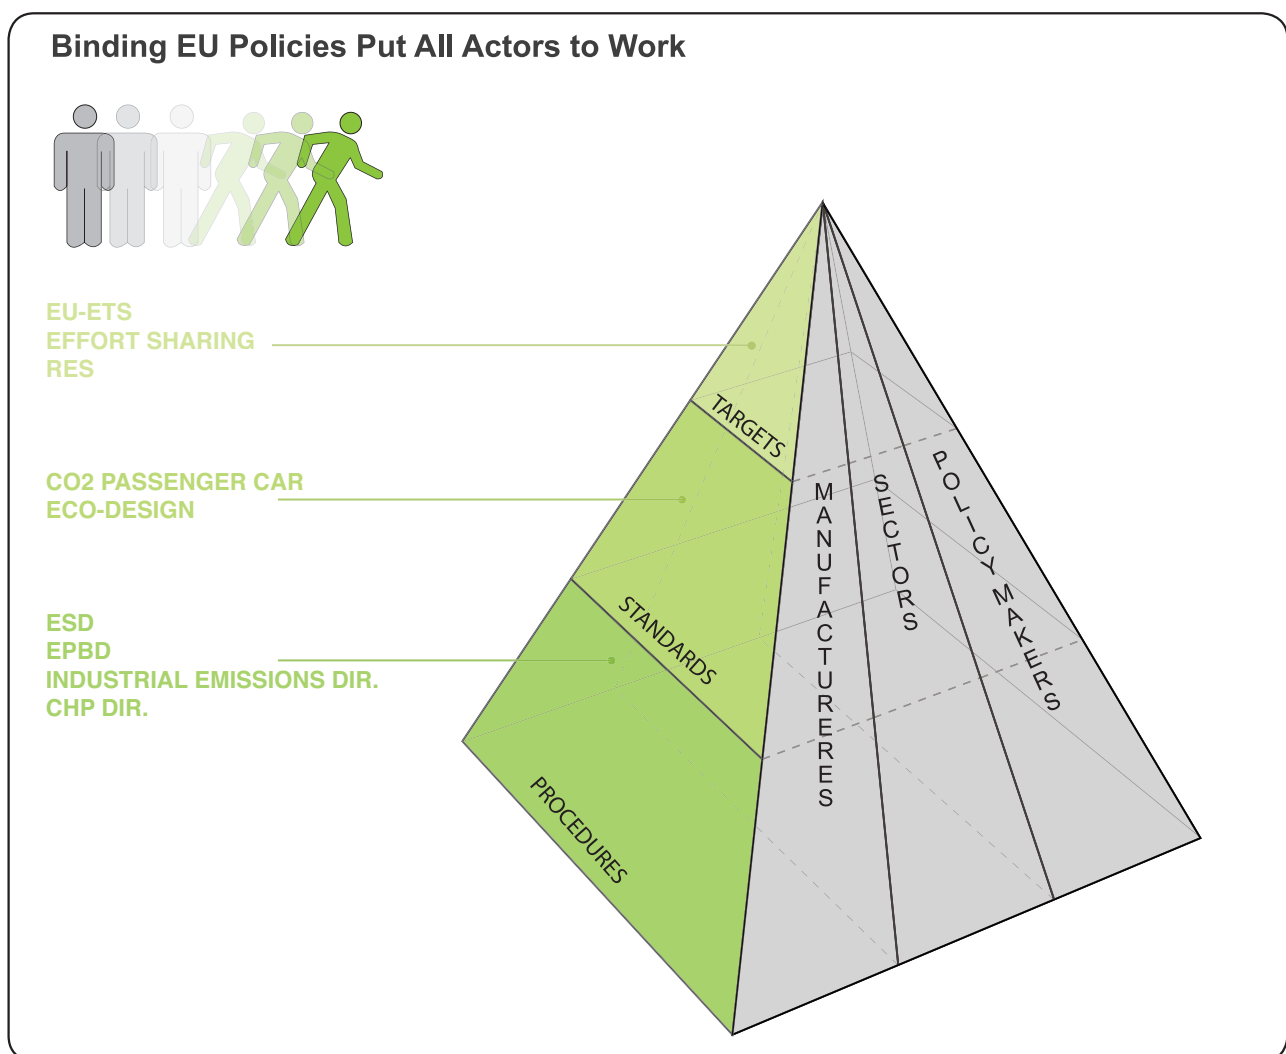 Binding EU Policies Put All Actors to Work
EU-ETS
EFFORT SHARING
RES
TARGETS
CO2 PASSENGER CAR
ECO-DESIGN
STANDARDS
ESD
EPBD
INDUSTRIAL EMISSIONS DIR.
CHP DIR.
PROCEDURES
MANUFACTURERES
SECTORS
POLICY MAKERS